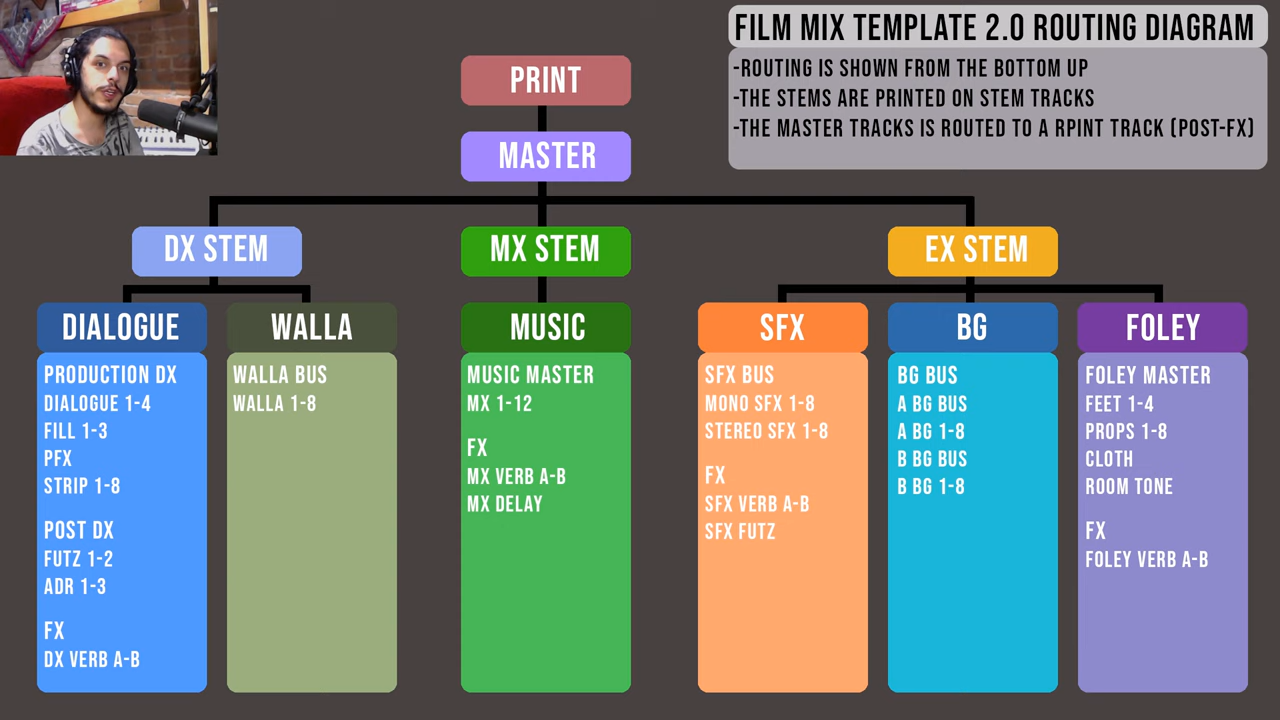 FILM MIX TEMPLATE 2.0 ROUTING DIAGRAM
-ROUTING IS SHOWN FROM THE BOTTOM UP
-THE STEMS ARE PRINTED ON STEM TRACKS
-THE MASTER TRACKS IS ROUTED TO A RPINT TRACK (POST-FX)
PRINT
MASTER
DX STEM
MX STEM
EX STEM
DIALOGUE
PRODUCTION DX
DIALOGUE 1-4
FILL 1-3
PFX
STRIP 1-8
POST DX
FUTZ 1-2
ADR 1-3
FX
DX VERB A-B
WALLA
WALLA BUS
WALLA 1-8
MUSIC
MUSIC MASTER
MX 1-12
FX
MX VERB A-B
MX DELAY
SFX
SFX BUS
MONO SFX 1-8
STEREO SFX 1-8
FX
SFX VERB A-B
SFX FUTZ
BG
BG BUS
A BG BUS
A BG 1-8
B BG BUS
B BG 1-8
FOLEY
FOLEY MASTER
FEET 1-4
PROPS 1-8
CLOTH
ROOM TONE
FX
FOLEY VERB A-B